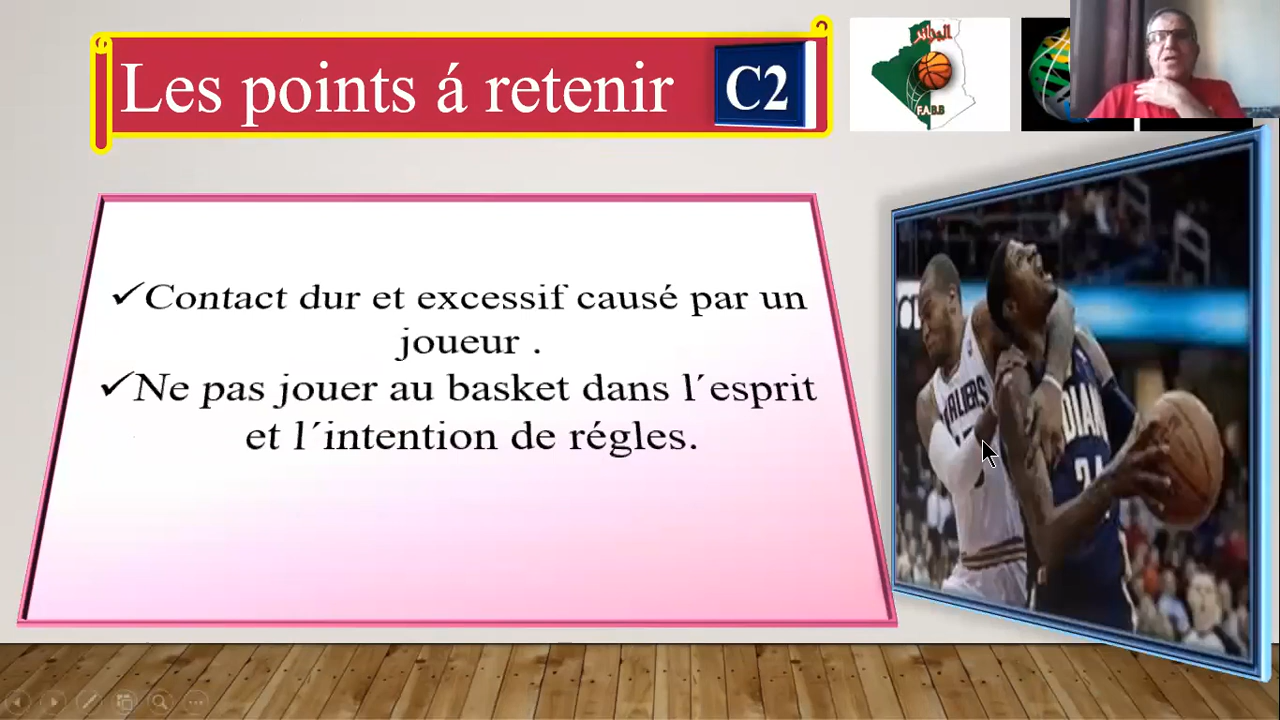 Les points á retenir
C2
الجزائر
F.A.B.B
✓Contact dur et excessif causé par un
joueur .
✓Ne pas jouer au basket dans l´esprit
et l´intention de régles.